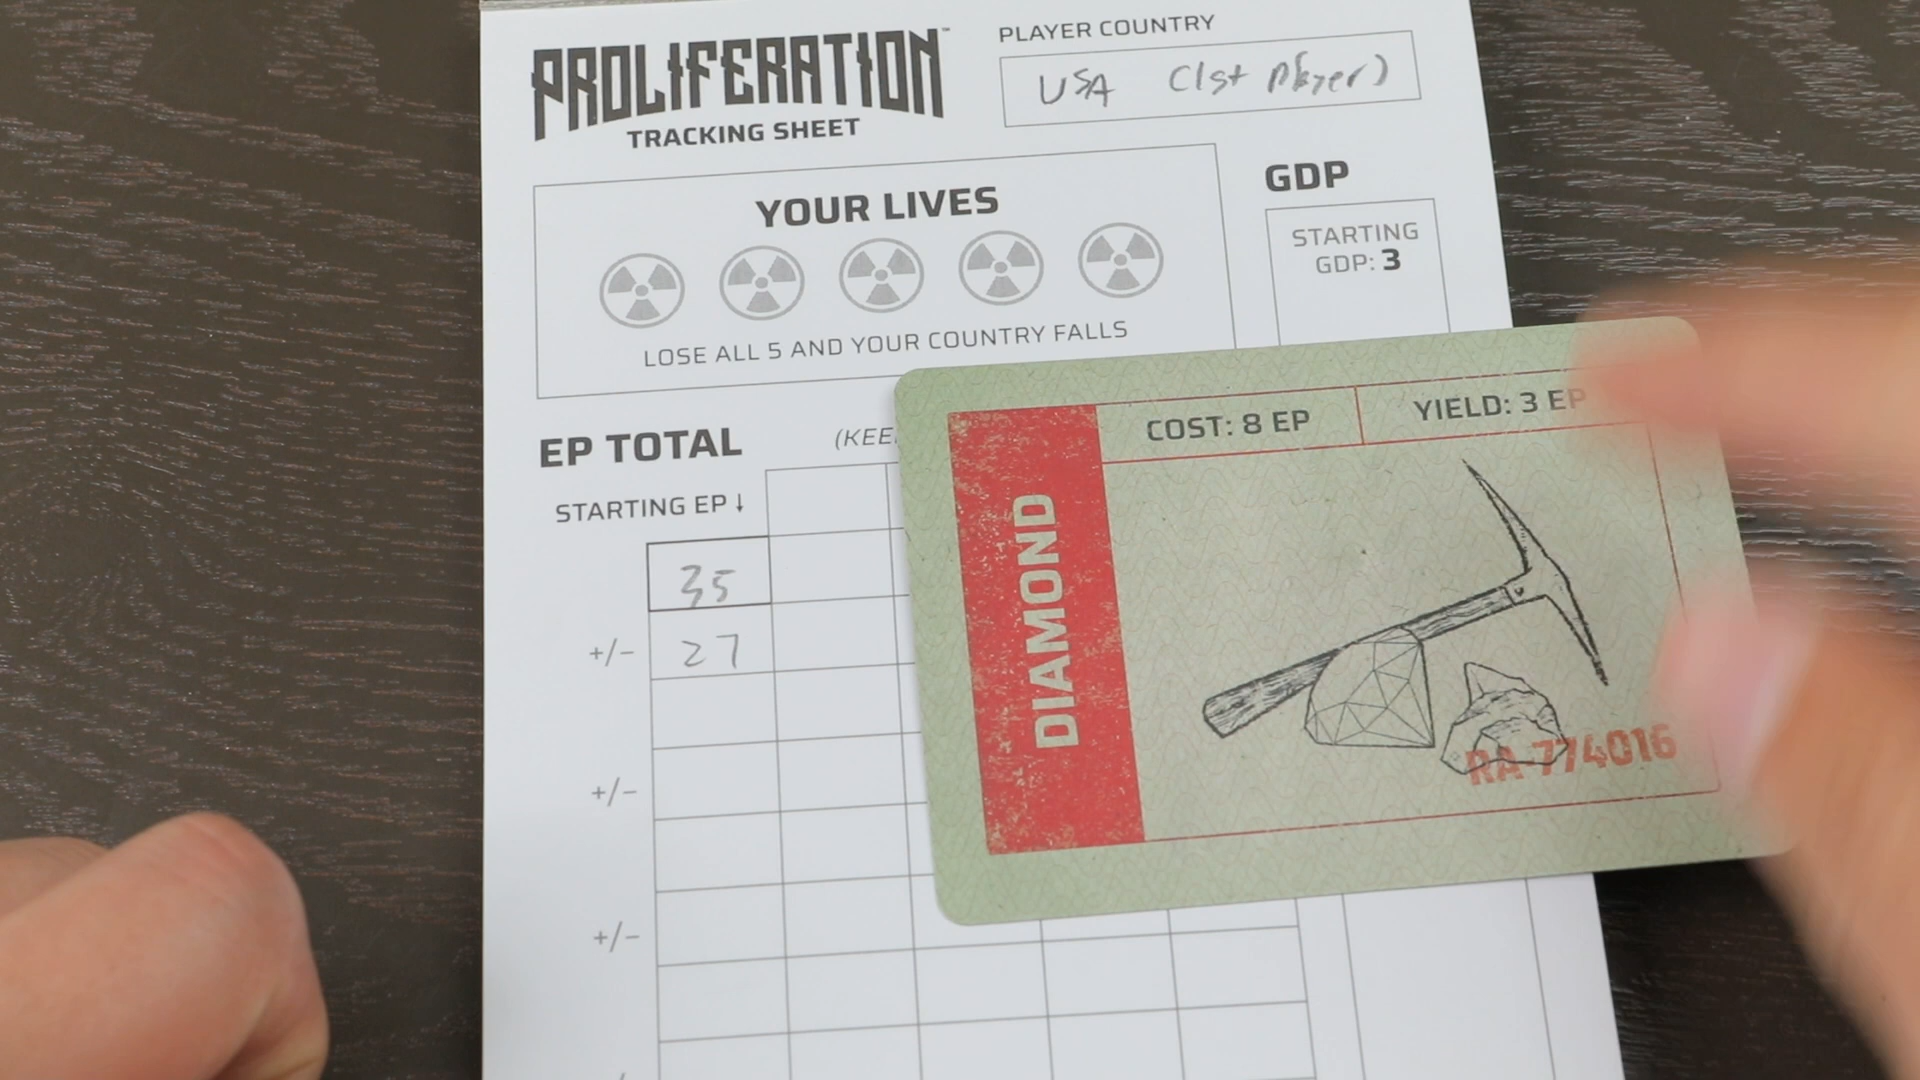 PROLIFERATION™
TRACKING SHEET
PLAYER COUNTRY
USA (1st Player)
YOUR LIVES
LOSE ALL 5 AND YOUR COUNTRY FALLS
GDP
STARTING
GDP: 3
EP TOTAL
STARTING EP ↓
35
+/- 27
+/-
+/-
DIAMOND
COST: 8 EP
YIELD: 3 EP
RA-774016